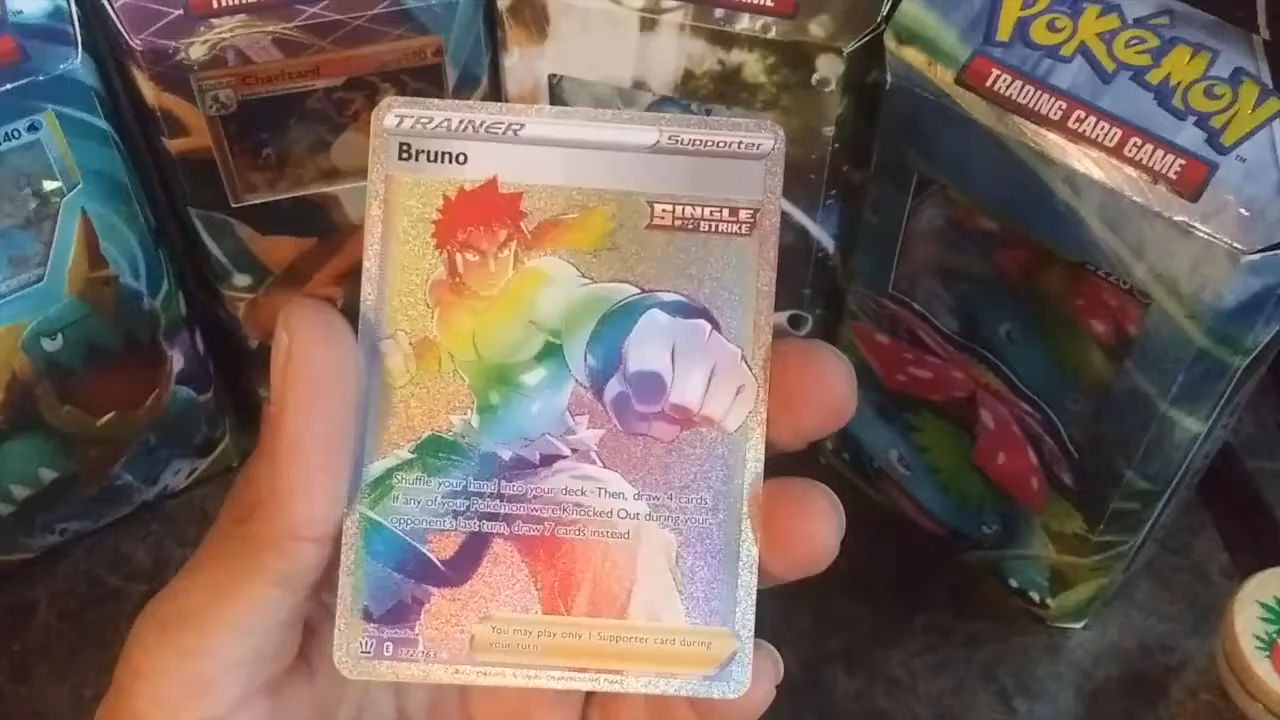 POKÉMON
TRADING CARD GAME
Charizard
TRAINER
Supporter
Bruno
SINGLE
STRIKE
Shuffle your hand into your deck. Then, draw 4 cards.
If any of your Pokémon were Knocked Out during your
opponent's last turn, draw 7 cards instead.
You may play only 1 Supporter card during
your turn.
E 172/163